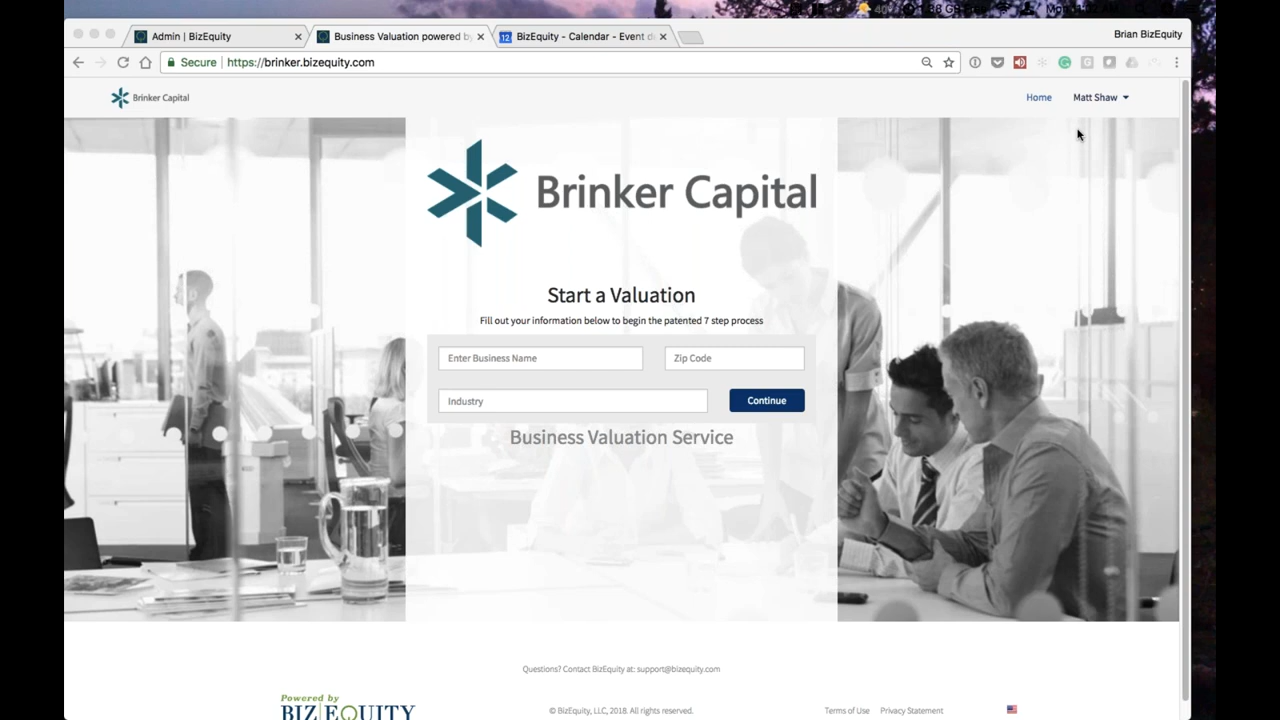 Admin | BizEquity
Business Valuation powered by
BizEquity - Calendar - Event d
Brian BizEquity
Secure
https://brinker.bizequity.com
Brinker Capital
Home
Matt Shaw
Brinker Capital
Start a Valuation
Fill out your information below to begin the patented 7 step process
Enter Business Name
Zip Code
Industry
Continue
Business Valuation Service
Questions? Contact BizEquity at: support@bizequity.com
Powered by
BIZEQUITY
© BizEquity, LLC, 2018. All rights reserved.
Terms of Use
Privacy Statement